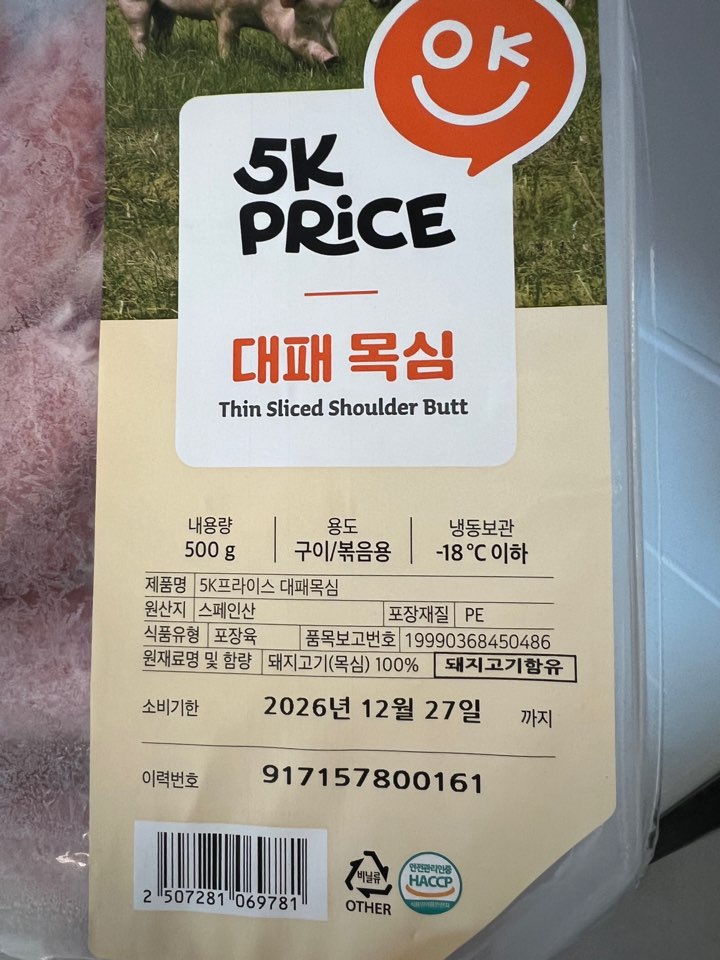 OK
5K
PRiCE
대패 목심
Thin Sliced Shoulder Butt
내용량 용도 냉동보관
500 g 구이/볶음용 -18℃ 이하
제품명 5K프라이스 대패목심
원산지 스페인산 포장재질 PE
식품유형 포장육 품목보고번호 19990368450486
원재료명 및 함량 돼지고기(목심) 100% 돼지고기함유
소비기한 2026년 12월 27일 까지
이력번호 917157800161
2 507281 069781
비닐류
OTHER
안전관리인증
HACCP